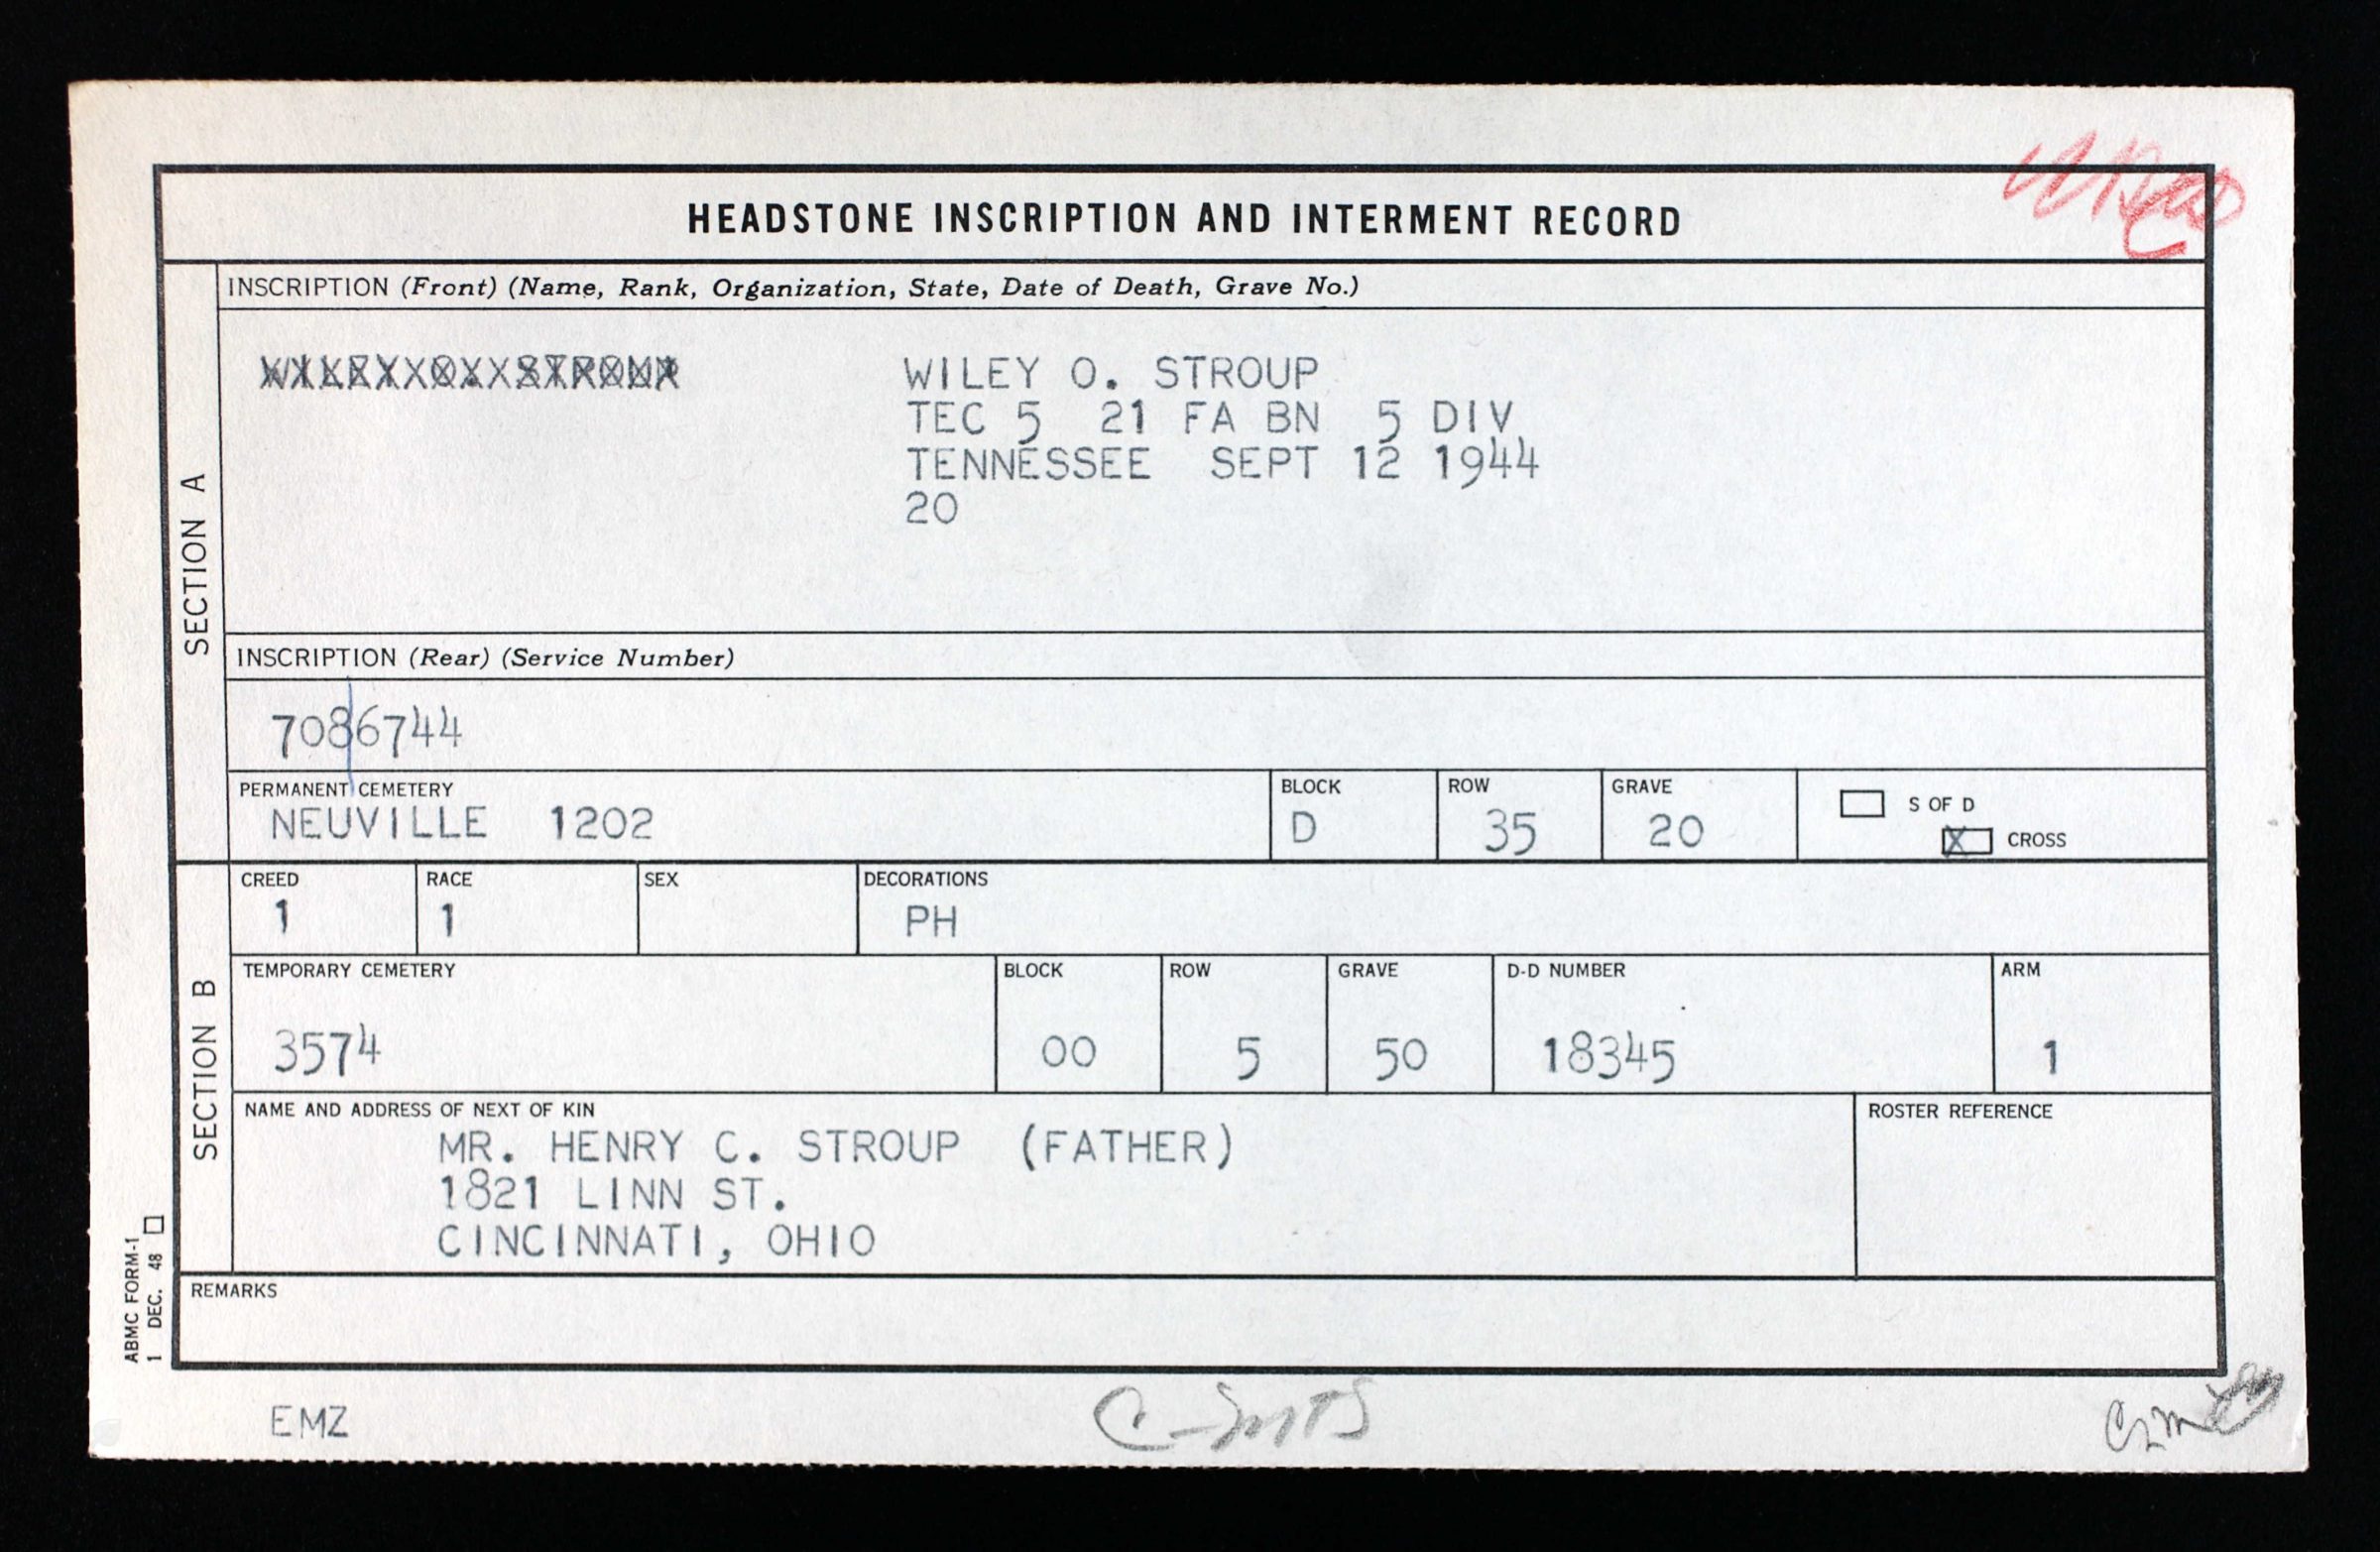 HEADSTONE INSCRIPTION AND INTERMENT RECORD
SECTION A
INSCRIPTION (Front) (Name, Rank, Organization, State, Date of Death, Grave No.)
WILEY O. STROUP
TEC 5 21 FA BN 5 DIV
TENNESSEE SEPT 12 1944
20
INSCRIPTION (Rear) (Service Number)
7086744
PERMANENT CEMETERY BLOCK ROW GRAVE
NEUVILLE 1202 D 35 20
S OF D
X CROSS
SECTION B
CREED RACE SEX DECORATIONS
1 1 PH
TEMPORARY CEMETERY BLOCK ROW GRAVE D-D NUMBER ARM
3574 00 5 50 18345 1
NAME AND ADDRESS OF NEXT OF KIN ROSTER REFERENCE
MR. HENRY C. STROUP (FATHER)
1821 LINN ST.
CINCINNATI, OHIO
REMARKS
ABMC FORM-1
1 DEC. 48
EMZ